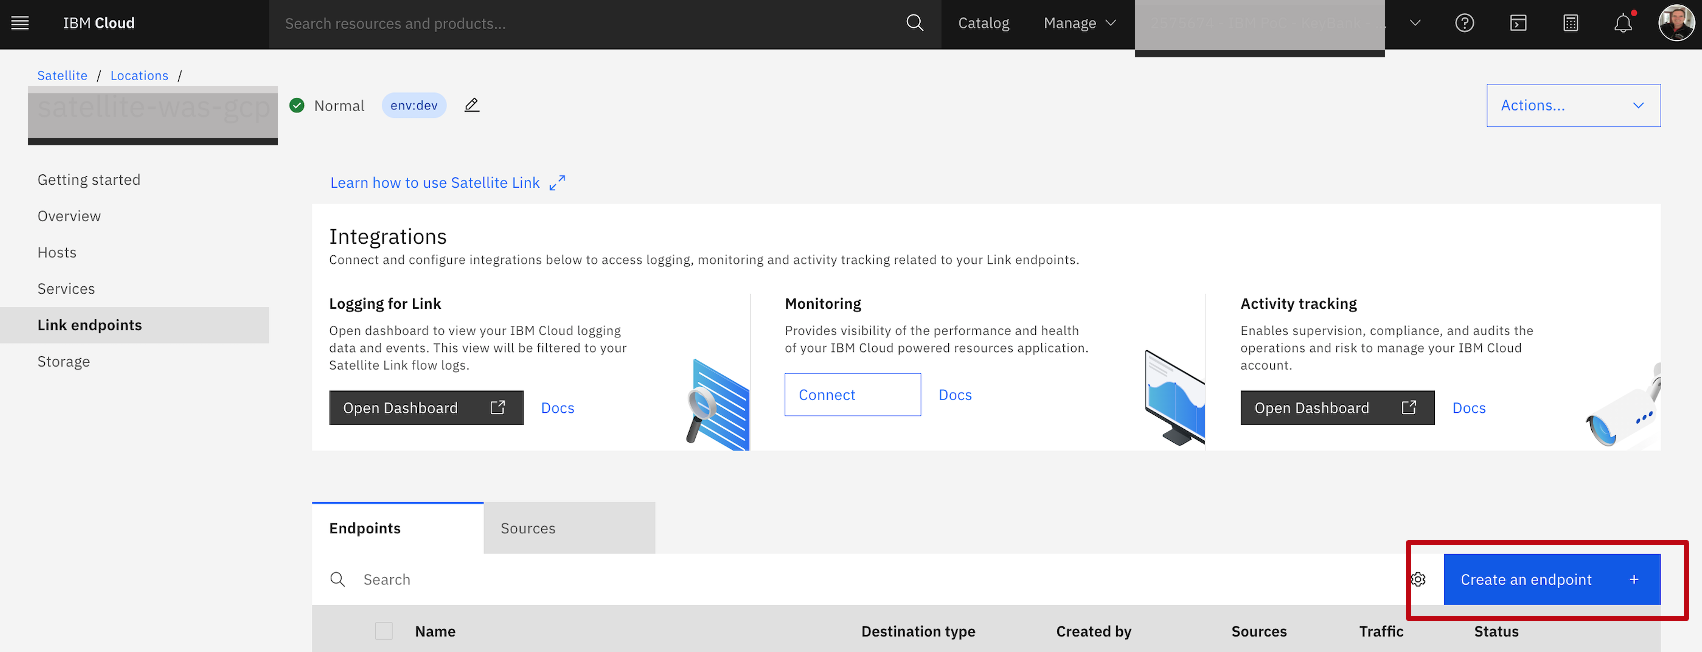 IBM Cloud
Search resources and products...
Catalog
Manage
Satellite / Locations /
satellite-was-gcp
Normal
env:dev
Actions...
Getting started
Overview
Hosts
Services
Link endpoints
Storage
Learn how to use Satellite Link
Integrations
Connect and configure integrations below to access logging, monitoring and activity tracking related to your Link endpoints.
Logging for Link
Open dashboard to view your IBM Cloud logging
data and events. This view will be filtered to your
Satellite Link flow logs.
Open Dashboard
Docs
Monitoring
Provides visibility of the performance and health
of your IBM Cloud powered resources application.
Connect
Docs
Activity tracking
Enables supervision, compliance, and audits the
operations and risk to manage your IBM Cloud
account.
Open Dashboard
Docs
Endpoints
Sources
Search
Create an endpoint +
Name
Destination type
Created by
Sources
Traffic
Status